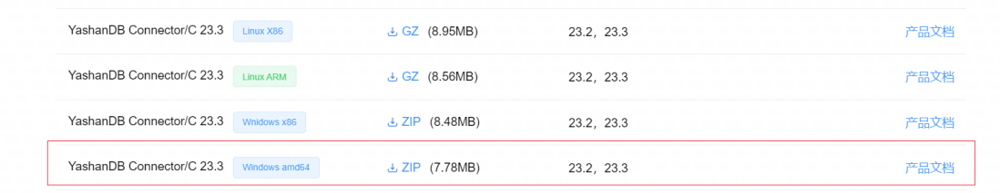 YashanDB Connector/C 23.3 Linux X86 GZ (8.95MB) 23.2，23.3 产品文档
YashanDB Connector/C 23.3 Linux ARM GZ (8.56MB) 23.2，23.3 产品文档
YashanDB Connector/C 23.3 Wnidows x86 ZIP (8.48MB) 23.2，23.3 产品文档
YashanDB Connector/C 23.3 Windows amd64 ZIP (7.78MB) 23.2，23.3 产品文档